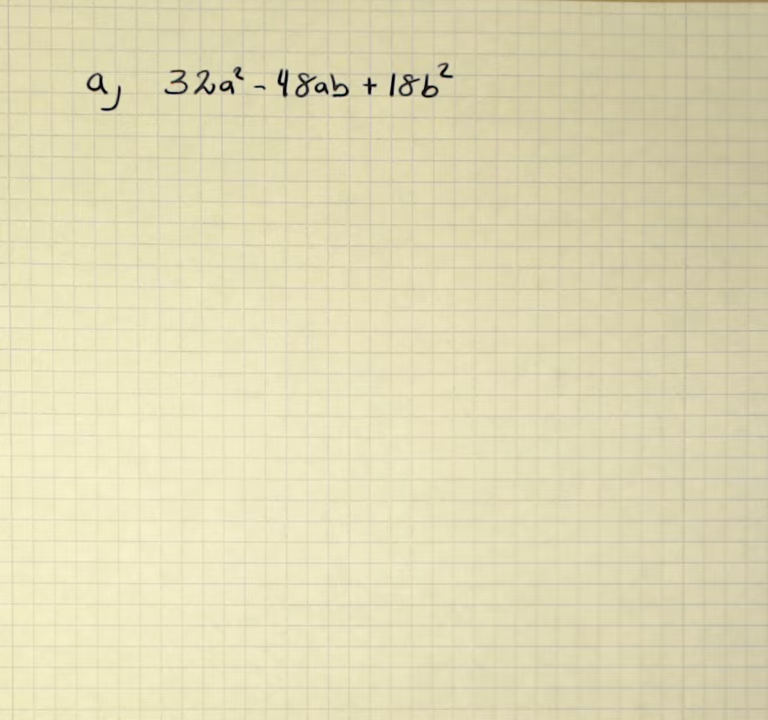 a, 32a² - 48ab + 18b²